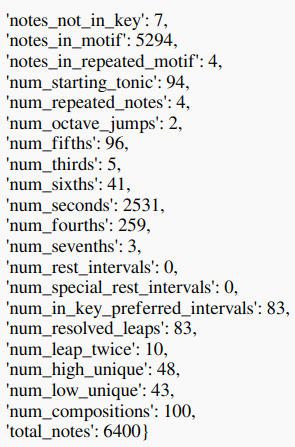 'notes_not_in_key': 7,
'notes_in_motif': 5294,
'notes_in_repeated_motif': 4,
'num_starting_tonic': 94,
'num_repeated_notes': 4,
'num_octave_jumps': 2,
'num_fifths': 96,
'num_thirds': 5,
'num_sixths': 41,
'num_seconds': 2531,
'num_fourths': 259,
'num_sevenths': 3,
'num_rest_intervals': 0,
'num_special_rest_intervals': 0,
'num_in_key_preferred_intervals': 83,
'num_resolved_leaps': 83,
'num_leap_twice': 10,
'num_high_unique': 48,
'num_low_unique': 43,
'num_compositions': 100,
'total_notes': 6400}